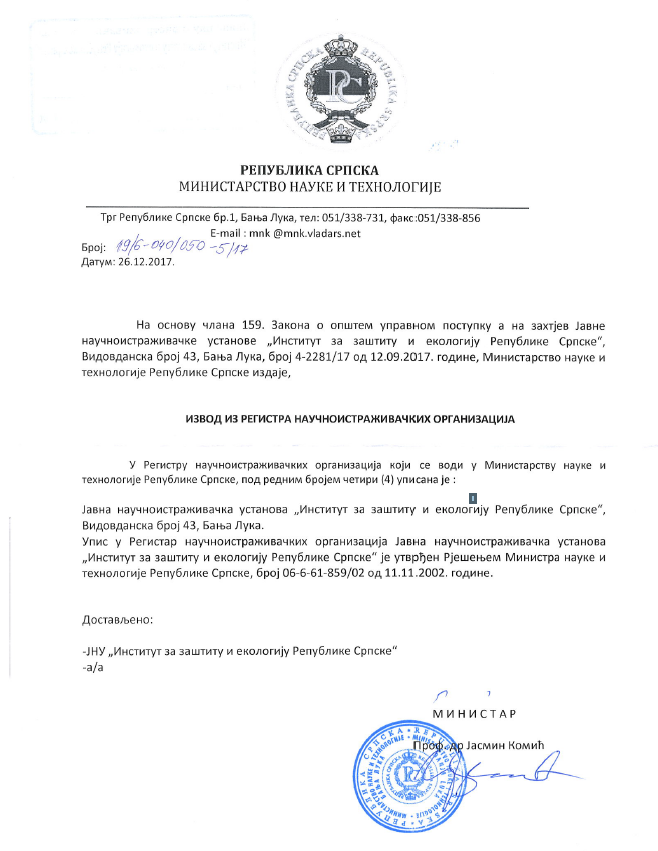 РЕПУБЛИКА СРПСКА REPUBLIKA SRPSKA
РЕПУБЛИКА СРПСКА
МИНИСТАРСТВО НАУКЕ И ТЕХНОЛОГИЈЕ
Трг Републике Српске бр.1, Бања Лука, тел: 051/338-731, факс:051/338-856
E-mail : mnk @mnk.vladars.net
Број: 19/6-040/050-5/17
Датум: 26.12.2017.
На основу члана 159. Закона о општем управном поступку а на захтјев Јавне
научноистраживачке установе „Институт за заштиту и екологију Републике Српске“,
Видовданска број 43, Бања Лука, број 4-2281/17 од 12.09.2017. године, Министарство науке и
технологије Републике Српске издаје,
ИЗВОД ИЗ РЕГИСТРА НАУЧНОИСТРАЖИВАЧКИХ ОРГАНИЗАЦИЈА
У Регистру научноистраживачких организација који се води у Министарству науке и
технологије Републике Српске, под редним бројем четири (4) уписана је :
Јавна научноистраживачка установа „Институт за заштиту и екологију Републике Српске“,
Видовданска број 43, Бања Лука.
Упис у Регистар научноистраживачких организација Јавна научноистраживачка установа
„Институт за заштиту и екологију Републике Српске“ је утврђен Рјешењем Министра науке и
технологије Републике Српске, број 06-6-61-859/02 од 11.11.2002. године.
Достављено:
-ЈНУ „Институт за заштиту и екологију Републике Српске“
-а/а
МИНИСТАР
Проф. др Јасмин Комић